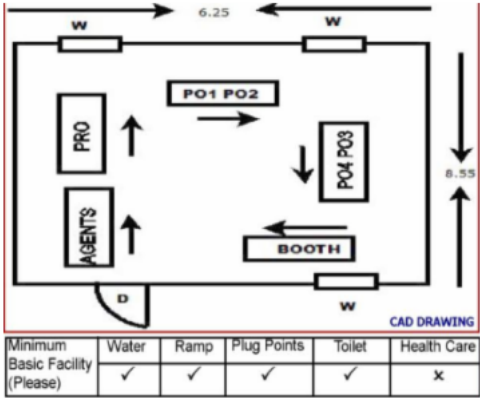 6.25
W W
PO1 PO2
PRO
PO4 PO3
8.55
AGENTS
BOOTH
D
W
CAD DRAWING
Minimum Basic Facility (Please) Water Ramp Plug Points Toilet Health Care
✓ ✓ ✓ ✓ x